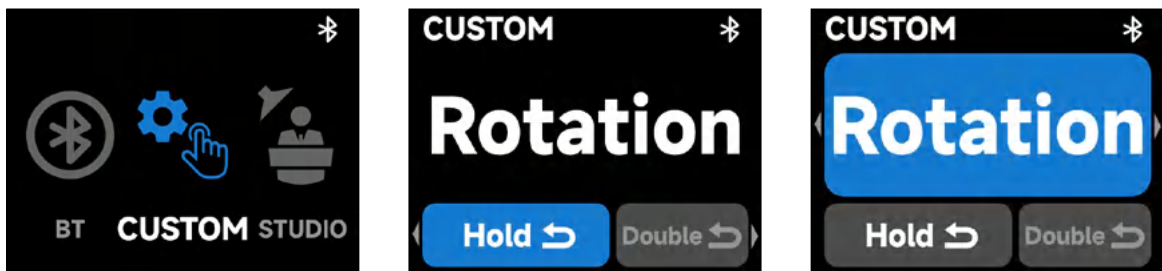 BT CUSTOM STUDIO
CUSTOM
Rotation
Hold Double
CUSTOM
Rotation
Hold Double